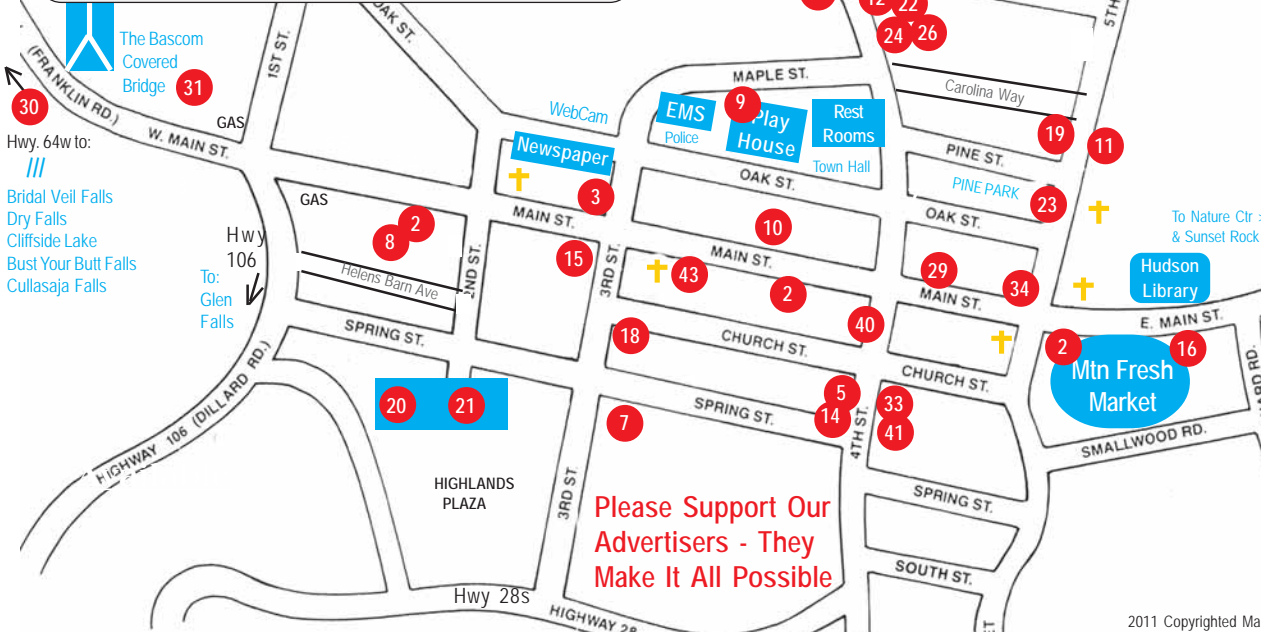 12
22
24
26
5TH
OAK ST.
1ST ST.
The Bascom
Covered
Bridge
31
30
(FRANKLIN RD.)
W. MAIN ST.
GAS
Hwy. 64w to:
///
Bridal Veil Falls
Dry Falls
Cliffside Lake
Bust Your Butt Falls
Cullasaja Falls
Hwy
106
To:
Glen
Falls
GAS
8
2
Helens Barn Ave
2ND ST.
SPRING ST.
20
21
HIGHLANDS
PLAZA
HIGHWAY 106 (DILLARD RD.)
WebCam
Newspaper
3
MAIN ST.
15
3RD ST.
MAPLE ST.
EMS
Police
9
Play
House
Rest
Rooms
Town Hall
OAK ST.
10
MAIN ST.
43
2
40
18
CHURCH ST.
5
14
SPRING ST.
7
3RD ST.
4TH ST.
33
41
Carolina Way
19
11
PINE ST.
PINE PARK
23
OAK ST.
29
MAIN ST.
34
CHURCH ST.
To Nature Ctr :
& Sunset Rock
Hudson
Library
E. MAIN ST.
2
16
Mtn Fresh
Market
SMALLWOOD RD.
ARD RD.
SPRING ST.
SOUTH ST.
Please Support Our
Advertisers - They
Make It All Possible
Hwy 28s
HIGHWAY 28
2011 Copyrighted Ma